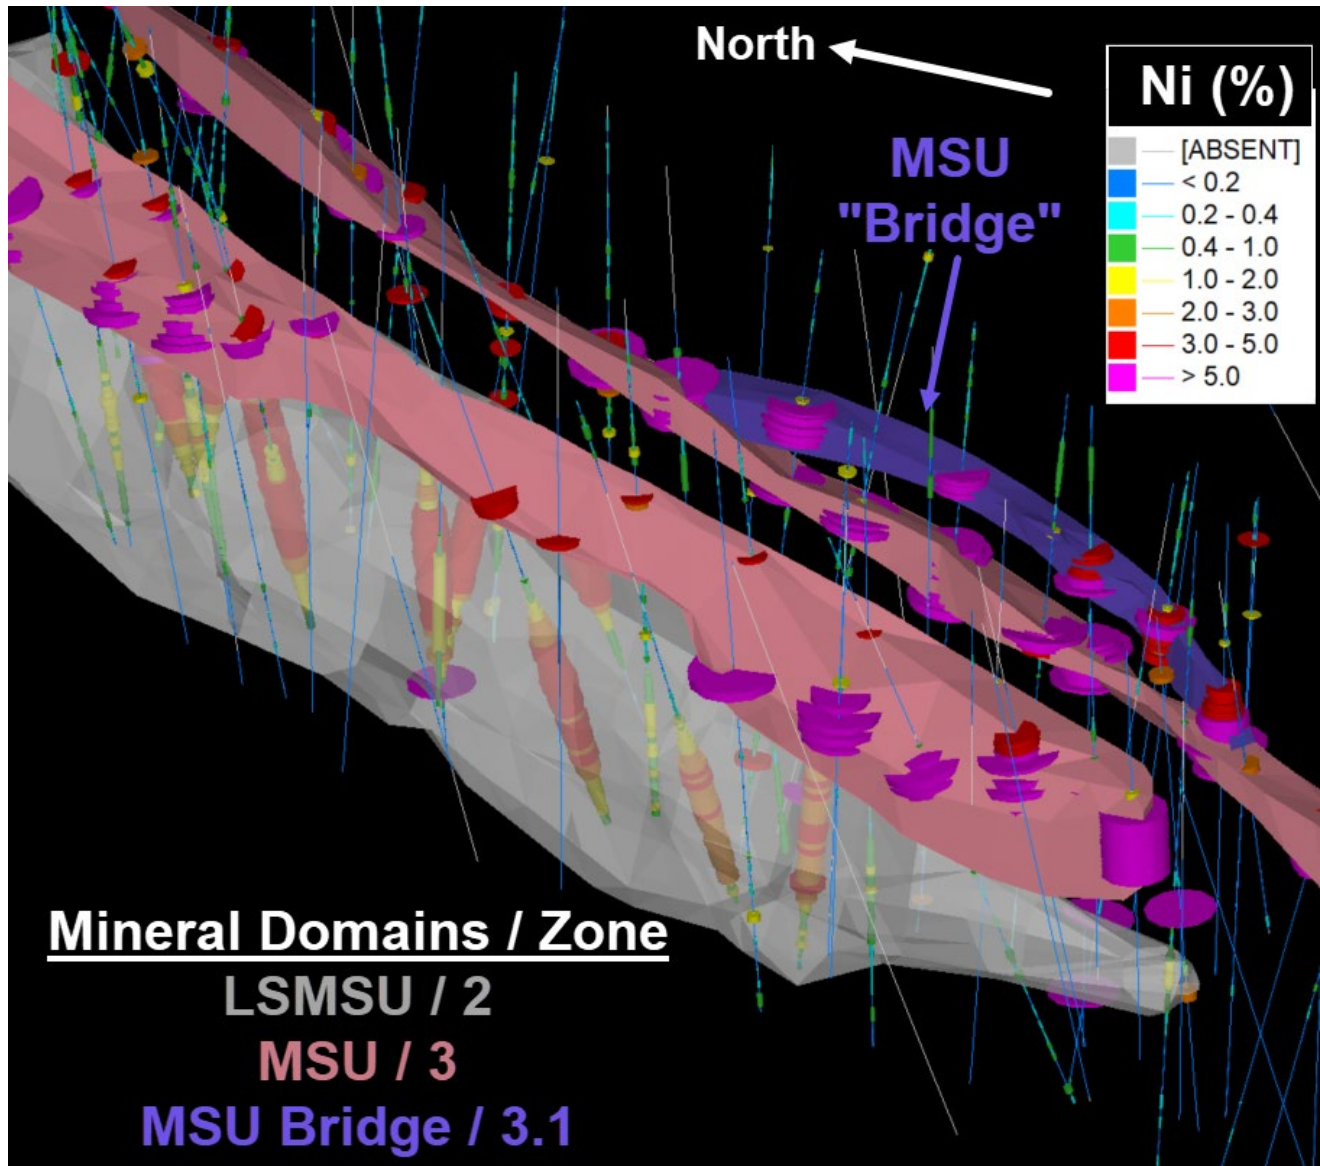 North
Ni (%)
[ABSENT]
< 0.2
0.2 - 0.4
0.4 - 1.0
1.0 - 2.0
2.0 - 3.0
3.0 - 5.0
> 5.0
MSU
"Bridge"
Mineral Domains / Zone
LSMSU / 2
MSU / 3
MSU Bridge / 3.1